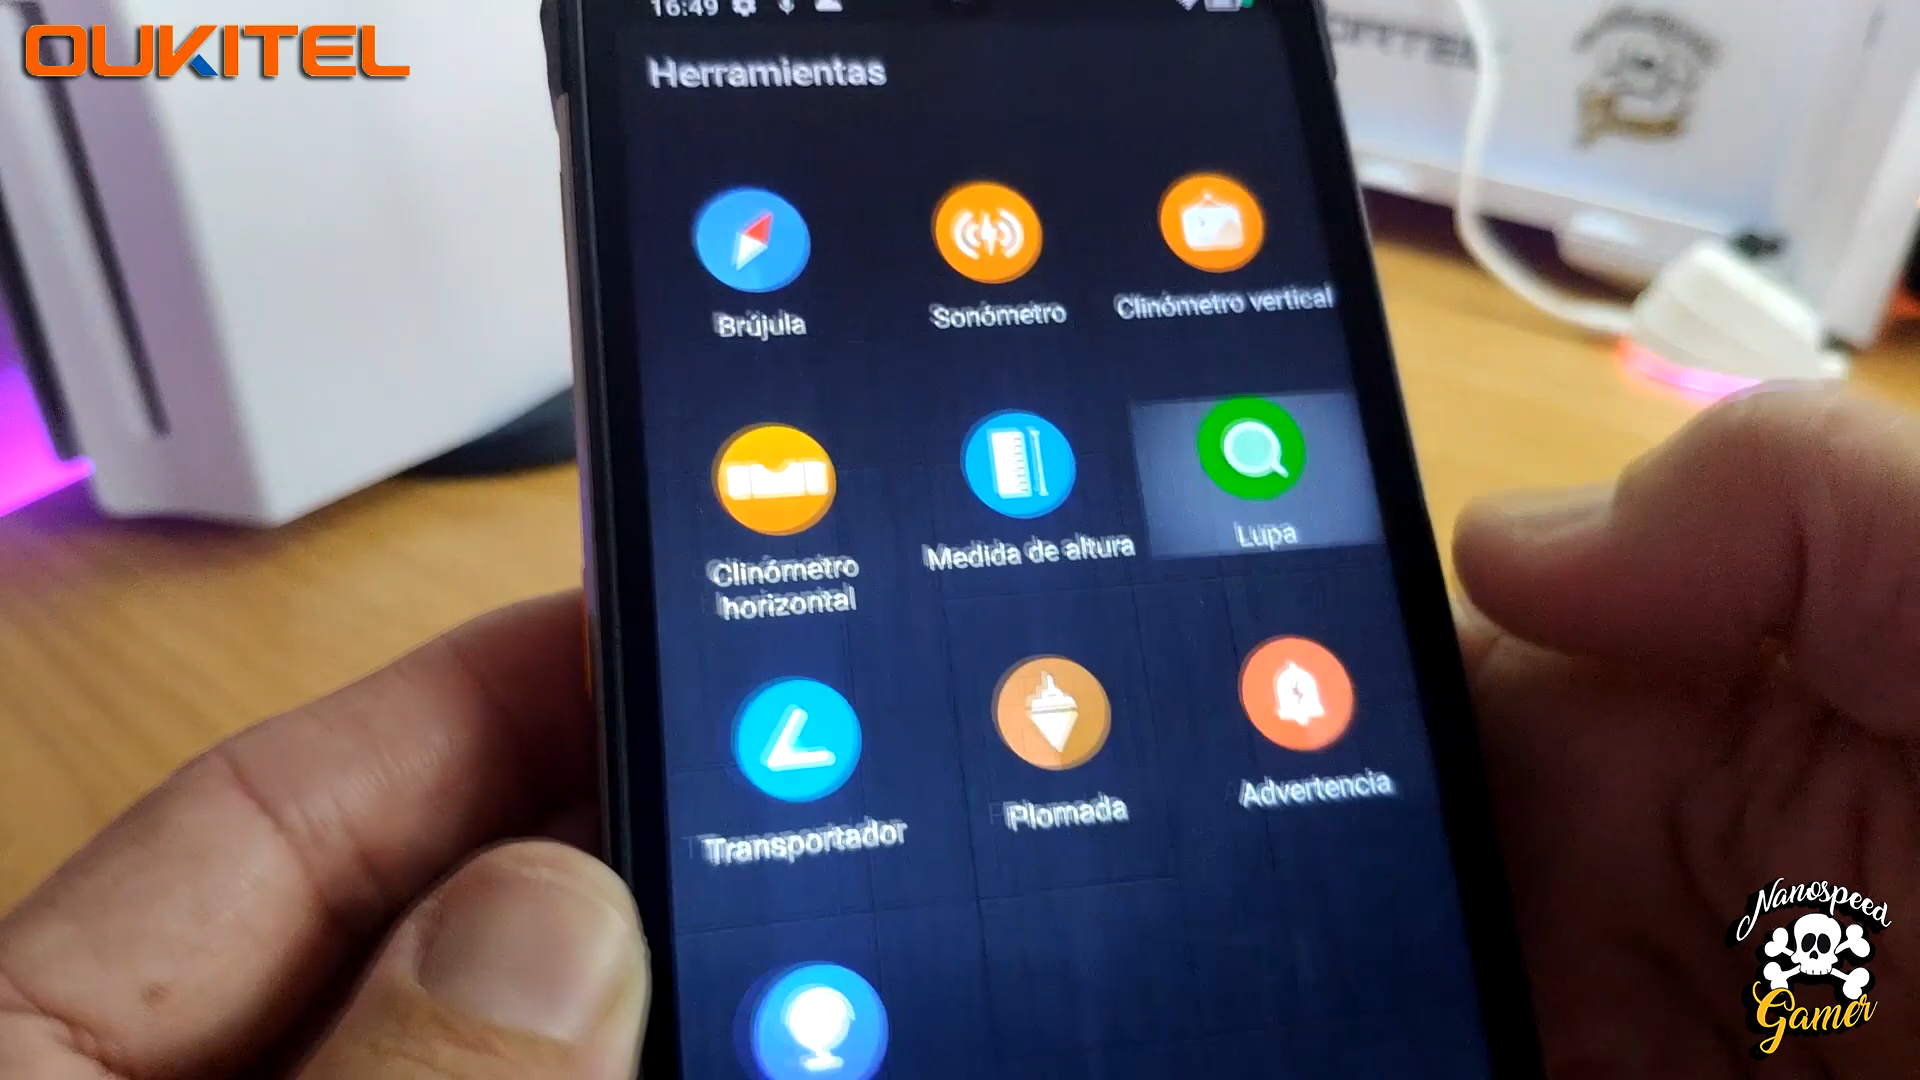 OUKITEL
16:49
Herramientas
Brújula
Sonómetro
Clinómetro vertical
Clinómetro
horizontal
Medida de altura
Lupa
Transportador
Plomada
Advertencia
Nanospeed
Gamer